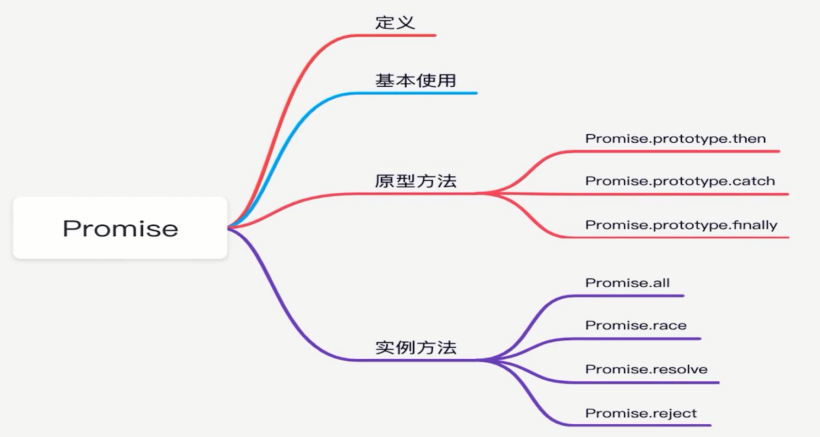 Promise
定义
基本使用
原型方法
Promise.prototype.then
Promise.prototype.catch
Promise.prototype.finally
实例方法
Promise.all
Promise.race
Promise.resolve
Promise.reject